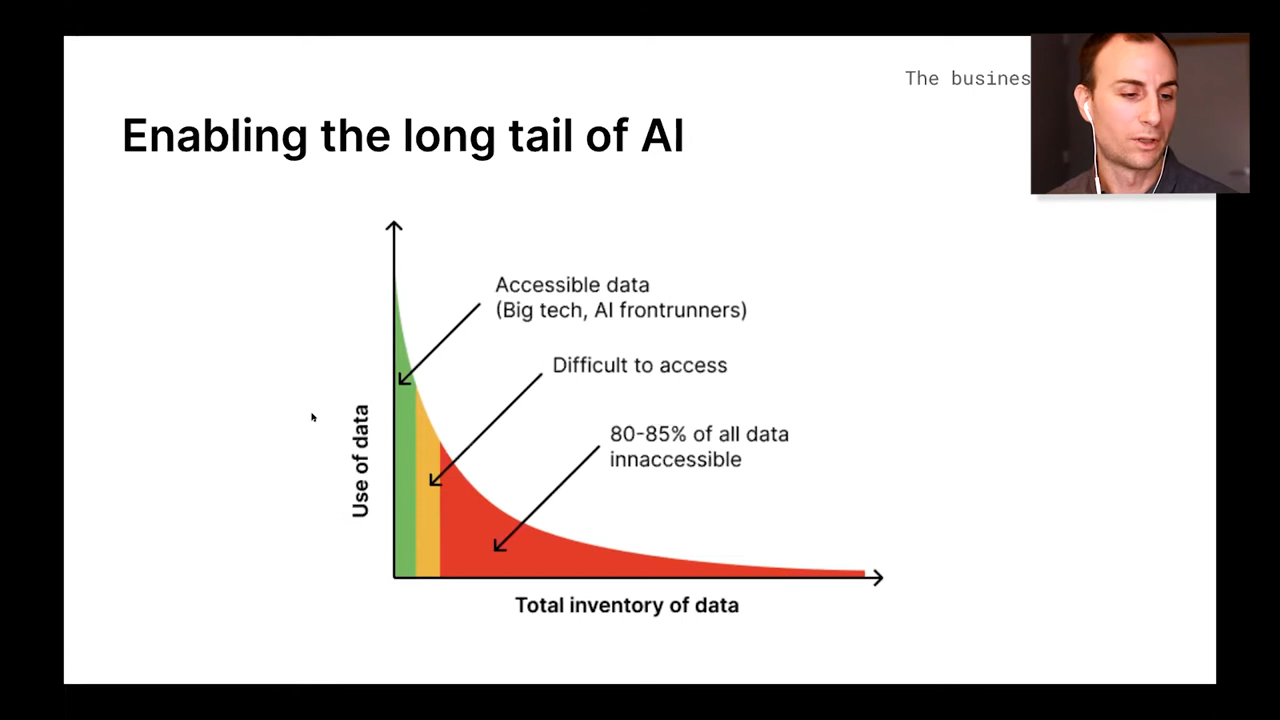 The busines
Enabling the long tail of AI
Accessible data
(Big tech, AI frontrunners)
Difficult to access
80-85% of all data
innaccessible
Use of data
Total inventory of data